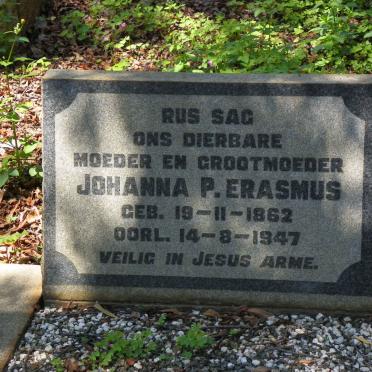 RUS SAG
ONS DIERBARE
MOEDER EN GROOTMOEDER
JOHANNA P. ERASMUS
GEB. 19-11-1862
OORL. 14-8-1947
VEILIG IN JESUS ARME.